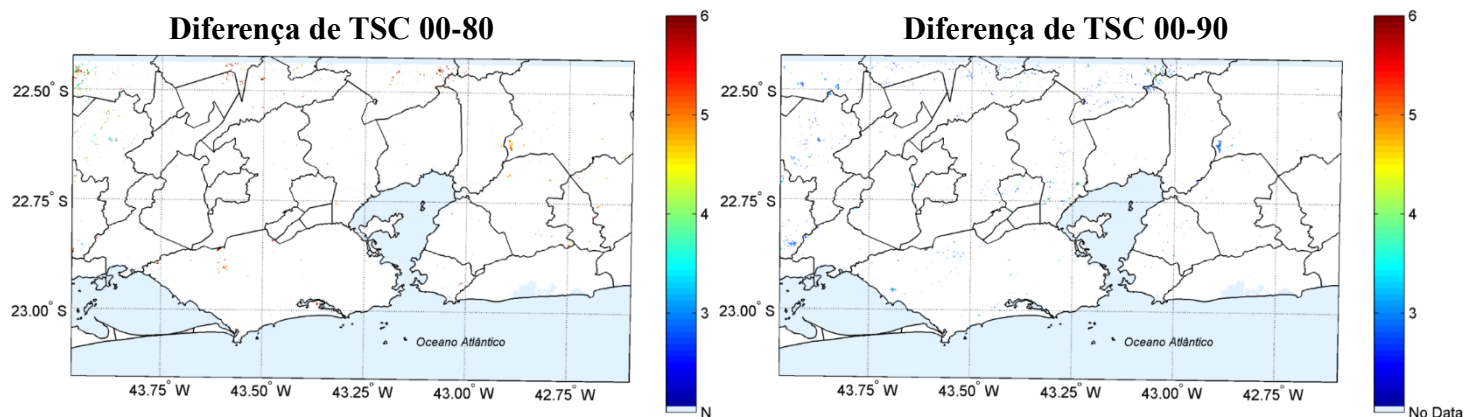 Diferença de TSC 00-80
6
5
4
3
N
22.50° S
22.75° S
23.00° S
43.75° W
43.50° W
43.25° W
43.00° W
42.75° W
Oceano Atlântico
Diferença de TSC 00-90
6
5
4
3
No Data
22.50° S
22.75° S
23.00° S
43.75° W
43.50° W
43.25° W
43.00° W
42.75° W
Oceano Atlântico